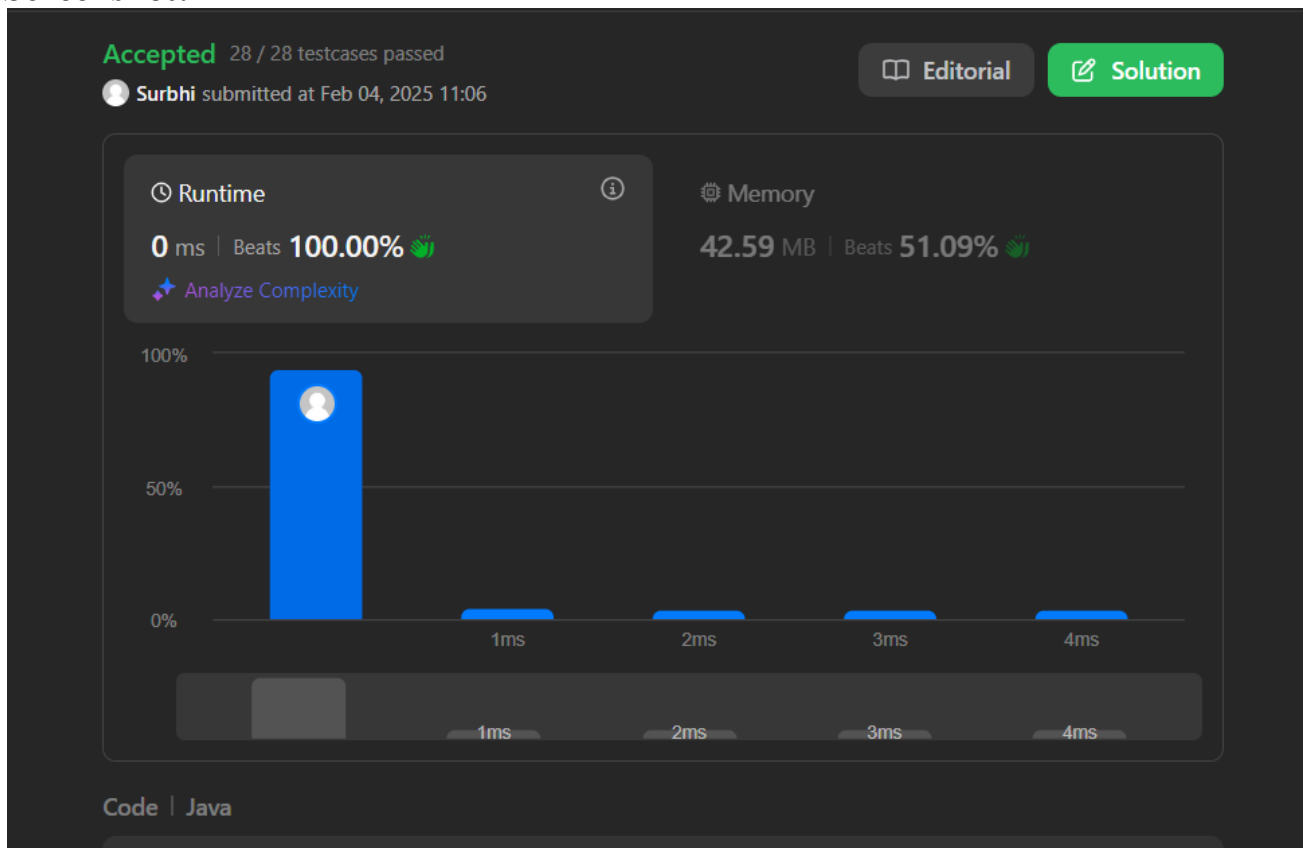 Accepted 28 / 28 testcases passed
Surbhi submitted at Feb 04, 2025 11:06
Editorial
Solution
Runtime
0 ms | Beats 100.00%
Analyze Complexity
Memory
42.59 MB | Beats 51.09%
100%
50%
0%
1ms 2ms 3ms 4ms
1ms 2ms 3ms 4ms
Code | Java